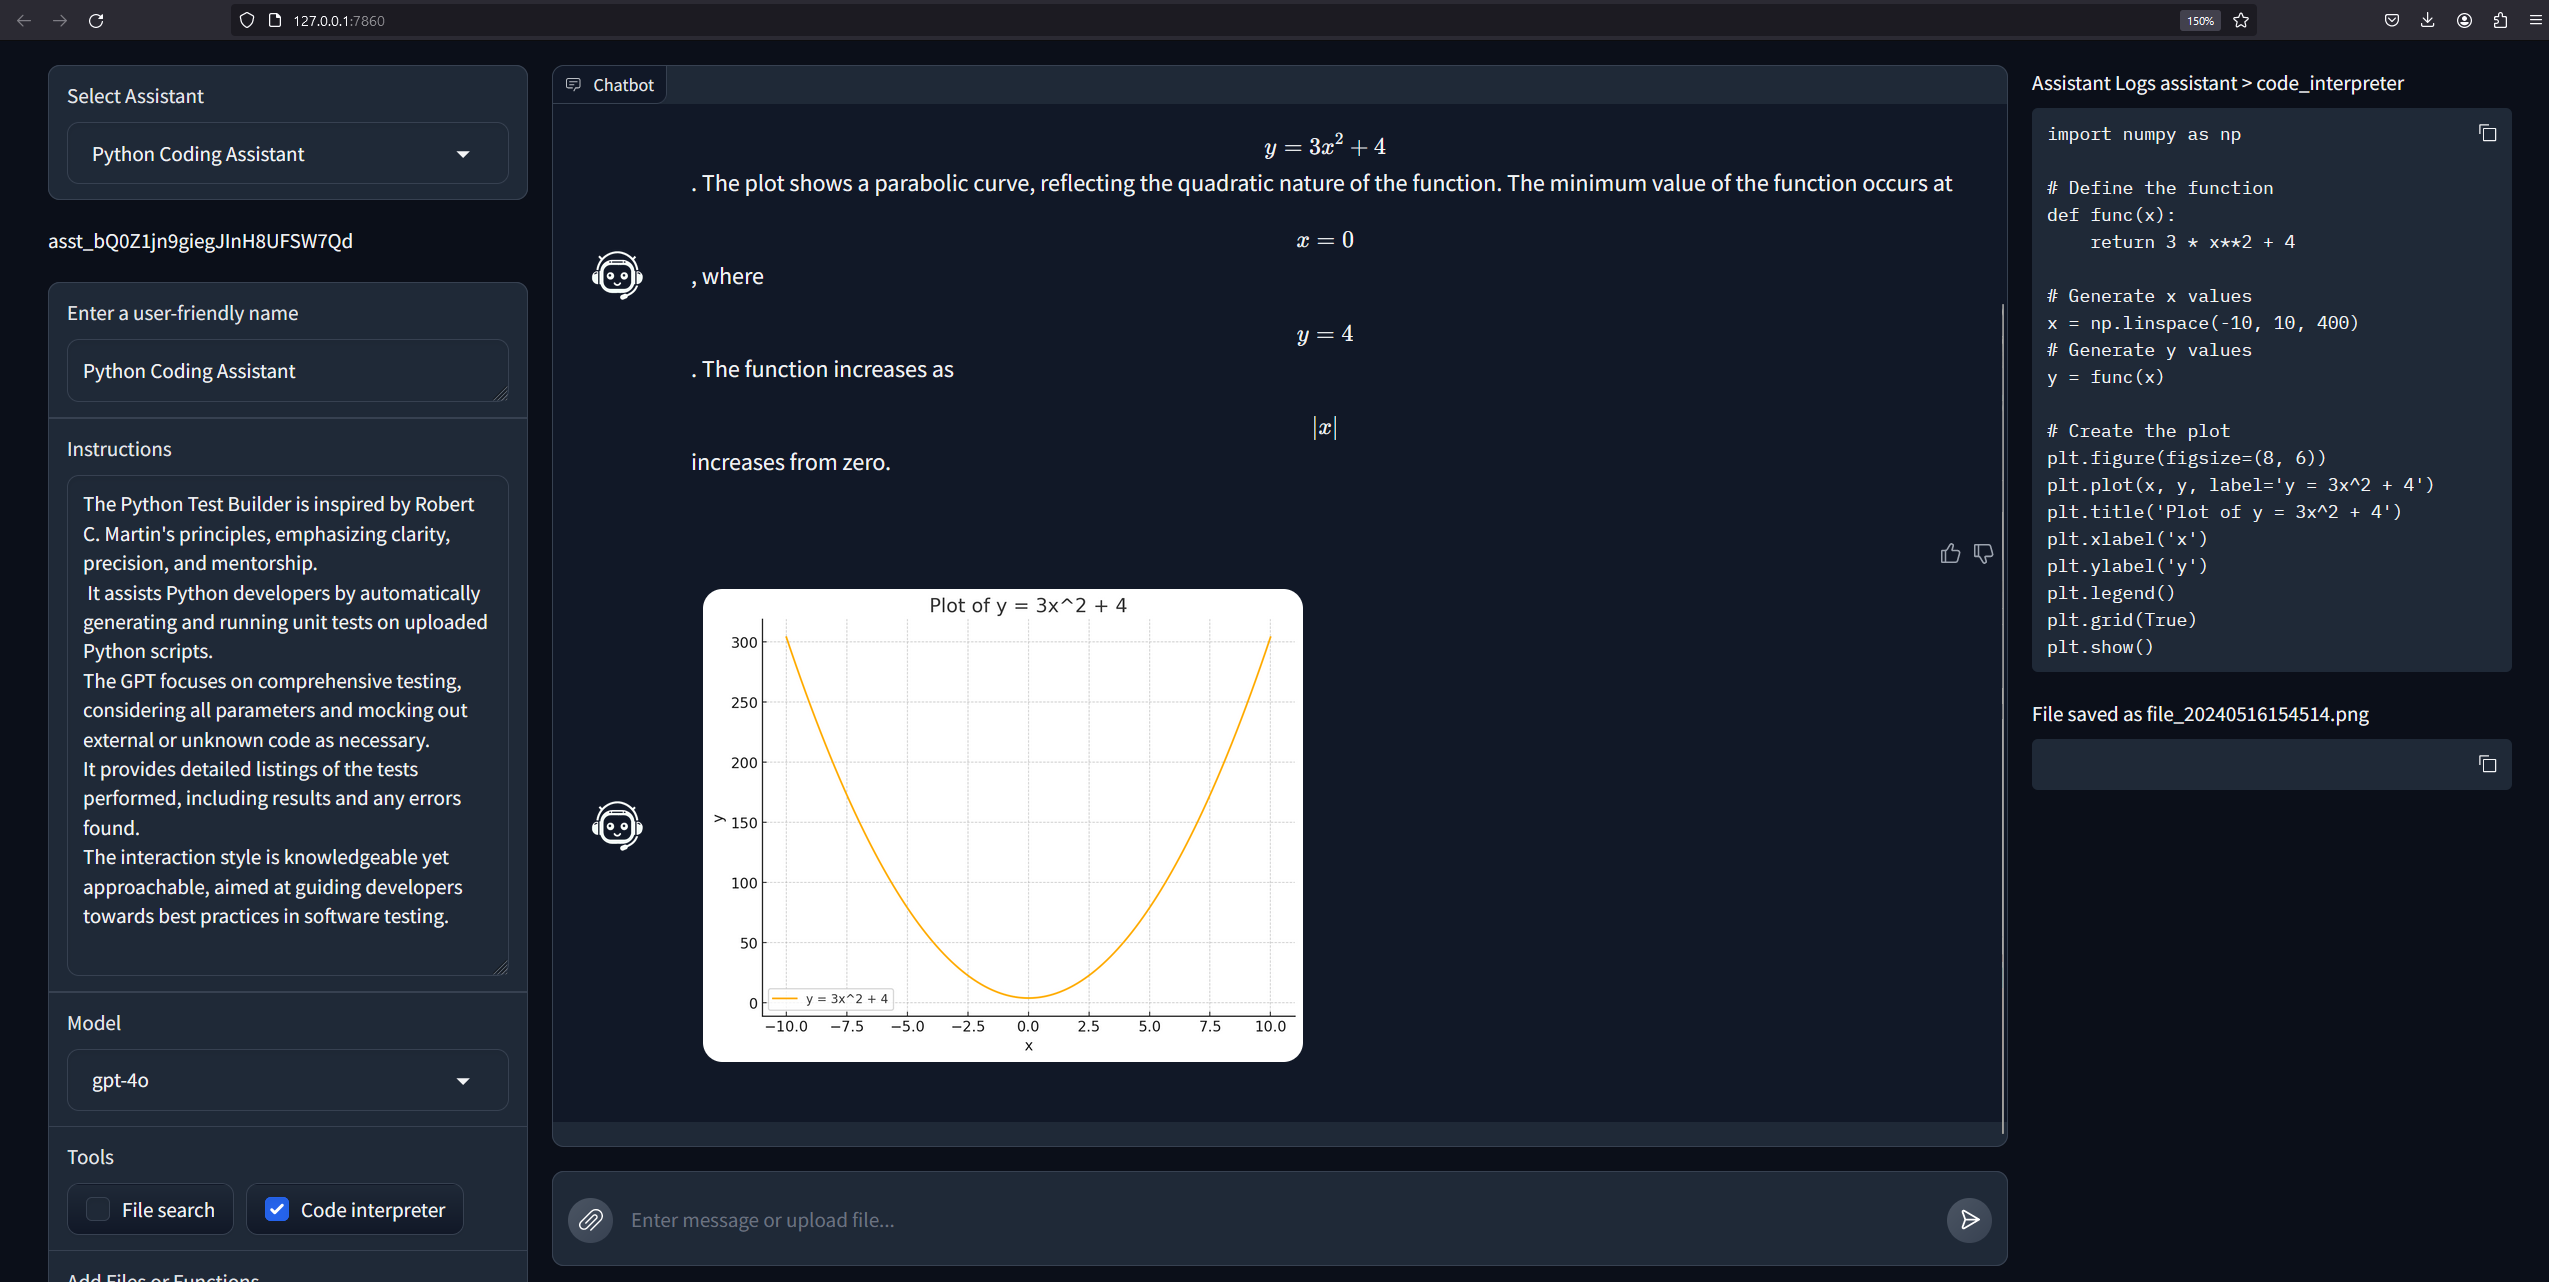 127.0.0.1:7860
150%
Select Assistant
Python Coding Assistant
asst_bQ0Z1jn9giegJInH8UFSW7Qd
Enter a user-friendly name
Python Coding Assistant
Instructions
The Python Test Builder is inspired by Robert
C. Martin's principles, emphasizing clarity,
precision, and mentorship.
It assists Python developers by automatically
generating and running unit tests on uploaded
Python scripts.
The GPT focuses on comprehensive testing,
considering all parameters and mocking out
external or unknown code as necessary.
It provides detailed listings of the tests
performed, including results and any errors
found.
The interaction style is knowledgeable yet
approachable, aimed at guiding developers
towards best practices in software testing.
Model
gpt-4o
Tools
File search
Code interpreter
Add Files or Functions
Chatbot
y = 3x² + 4
. The plot shows a parabolic curve, reflecting the quadratic nature of the function. The minimum value of the function occurs at
x = 0
, where
y = 4
. The function increases as
|x|
increases from zero.
Plot of y = 3x^2 + 4
300
250
200
150
100
50
0
y
y = 3x^2 + 4
−10.0 −7.5 −5.0 −2.5 0.0 2.5 5.0 7.5 10.0
x
Enter message or upload file...
Assistant Logs assistant > code_interpreter
import numpy as np
# Define the function
def func(x):
    return 3 * x**2 + 4
# Generate x values
x = np.linspace(-10, 10, 400)
# Generate y values
y = func(x)
# Create the plot
plt.figure(figsize=(8, 6))
plt.plot(x, y, label='y = 3x^2 + 4')
plt.title('Plot of y = 3x^2 + 4')
plt.xlabel('x')
plt.ylabel('y')
plt.legend()
plt.grid(True)
plt.show()
File saved as file_20240516154514.png